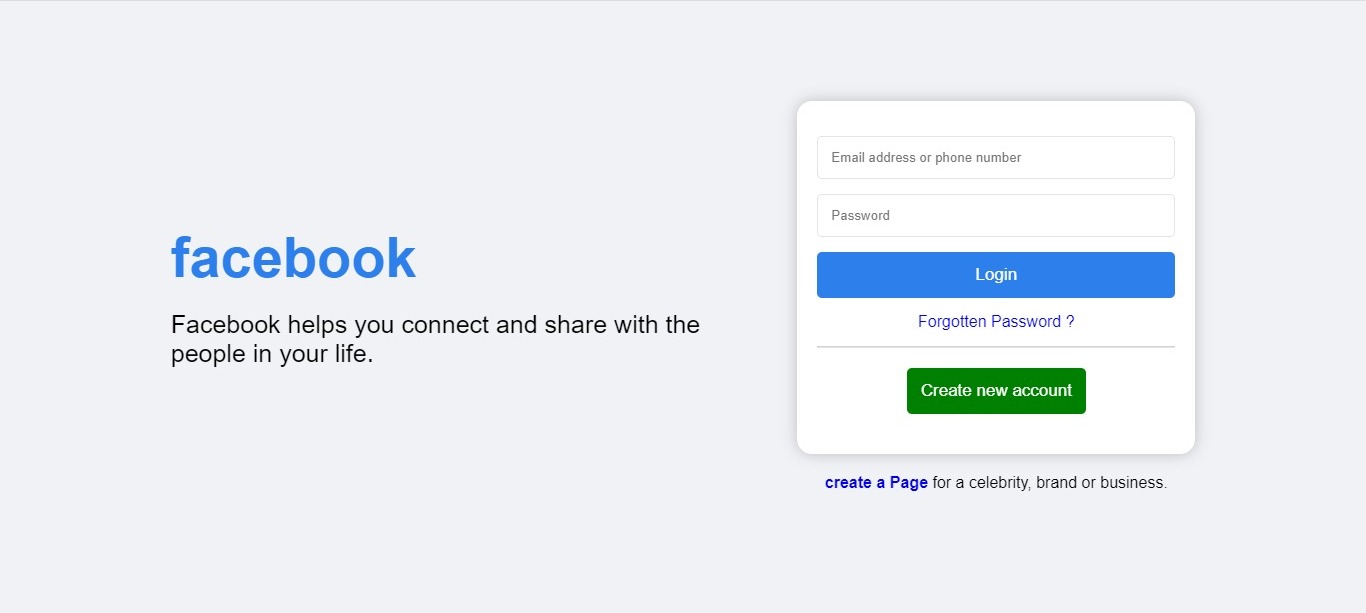 facebook
Facebook helps you connect and share with the
people in your life.
Email address or phone number
Password
Login
Forgotten Password ?
Create new account
create a Page for a celebrity, brand or business.